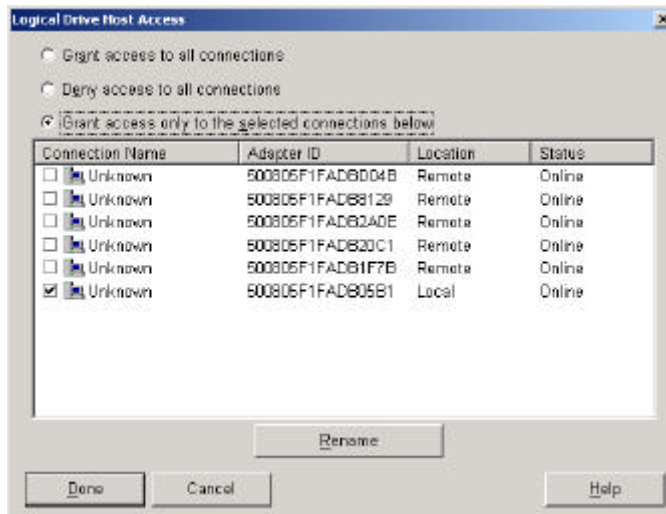 Logical Drive Host Access
Grant access to all connections
Deny access to all connections
Grant access only to the selected connections below
Connection Name Adapter ID Location Status
Unknown 500805F1FADBD04B Remote Online
Unknown 500805F1FADB8129 Remote Online
Unknown 500805F1FADB2A0E Remote Online
Unknown 500805F1FADB20C1 Remote Online
Unknown 500805F1FADB1F7B Remote Online
Unknown 500805F1FADB05B1 Local Online
Rename
Done Cancel Help